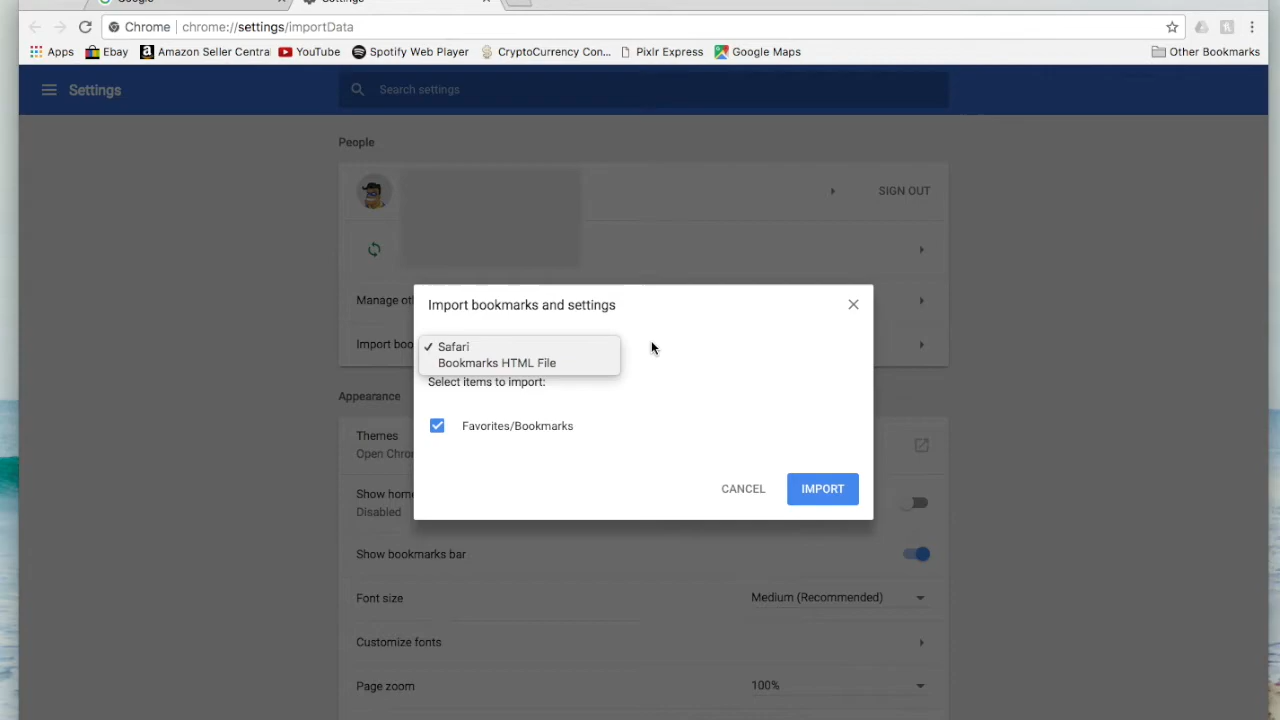 Google
Settings
Chrome
chrome://settings/importData
Apps
Ebay
Amazon Seller Centra
YouTube
Spotify Web Player
CryptoCurrency Con...
Pixlr Express
Google Maps
Other Bookmarks
Settings
Search settings
People
SIGN OUT
Manage ot
Import boo
Import bookmarks and settings
✓ Safari
Bookmarks HTML File
Select items to import:
Favorites/Bookmarks
CANCEL
IMPORT
Appearance
Themes
Open Chro
Show home
Disabled
Show bookmarks bar
Font size
Medium (Recommended)
Customize fonts
Page zoom
100%